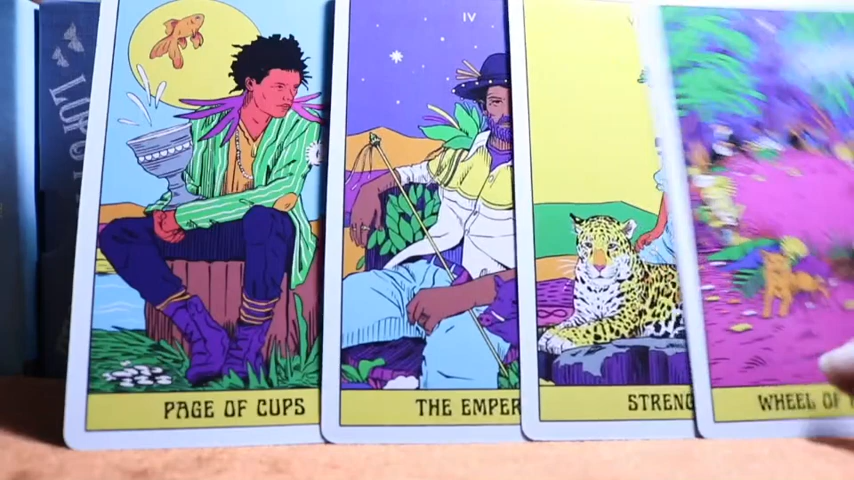 IV
PAGE OF CUPS
THE EMPER
STRENG
WHEEL OF